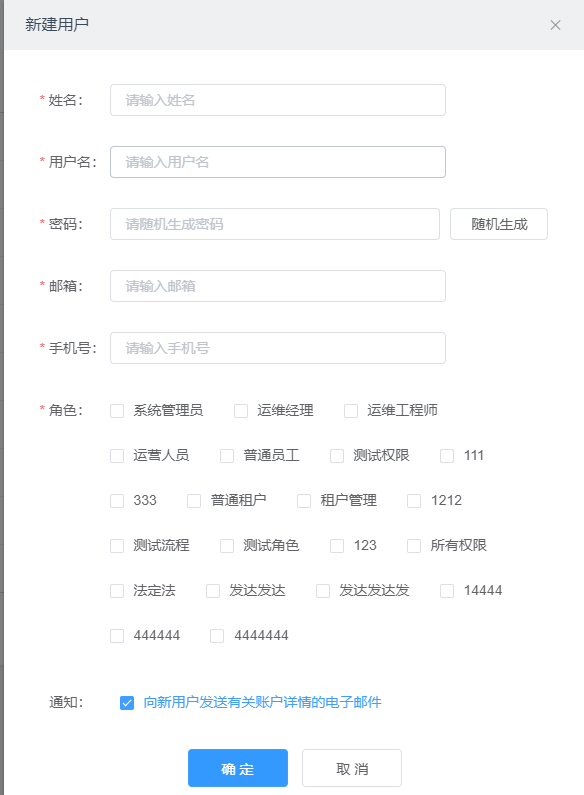 新建用户
* 姓名： 请输入姓名
* 用户名： 请输入用户名
* 密码： 请随机生成密码 随机生成
* 邮箱： 请输入邮箱
* 手机号： 请输入手机号
* 角色： 系统管理员 运维经理 运维工程师
运营人员 普通员工 测试权限 111
333 普通租户 租户管理 1212
测试流程 测试角色 123 所有权限
法定法 发达发达 发达发达发 14444
444444 4444444
通知： 向新用户发送有关账户详情的电子邮件
确 定 取 消